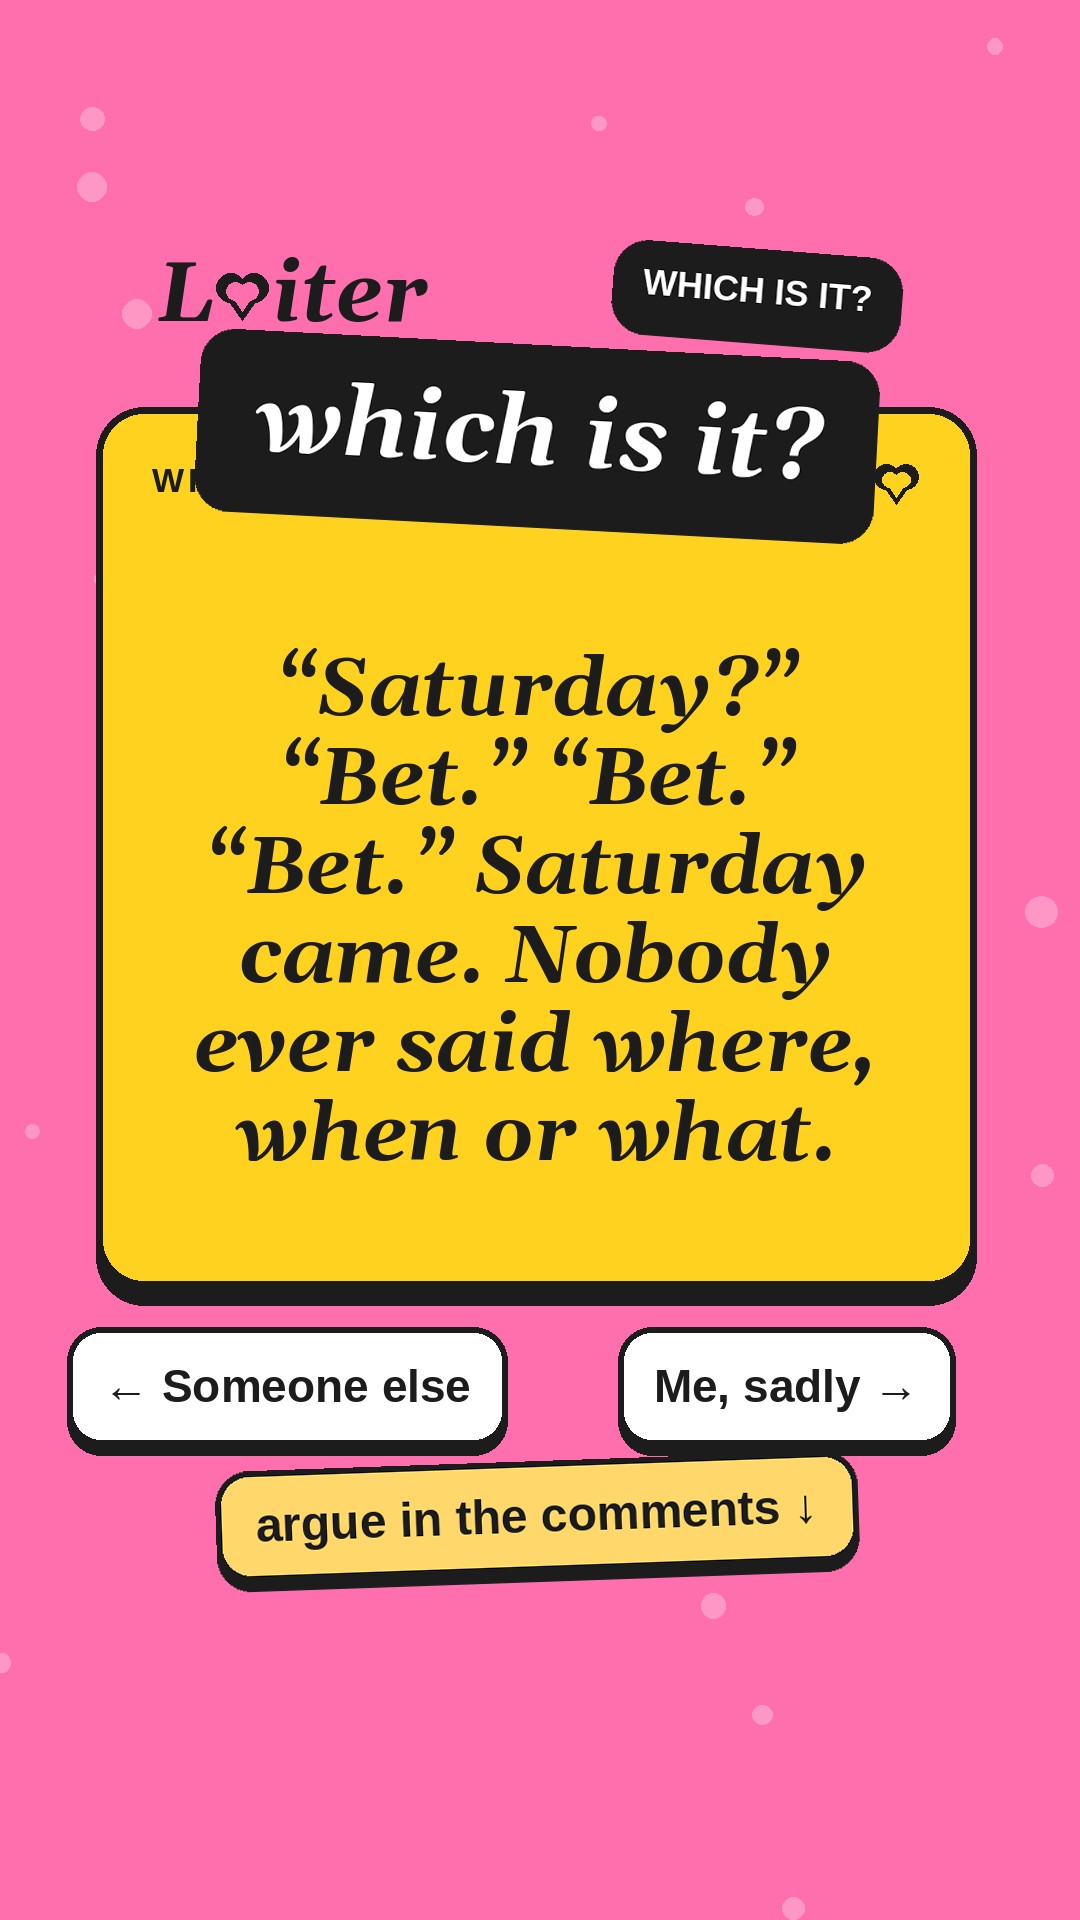 L♡iter
WHICH IS IT?
which is it?
“Saturday?”
“Bet.” “Bet.”
“Bet.” Saturday
came. Nobody
ever said where,
when or what.
← Someone else
Me, sadly →
argue in the comments ↓